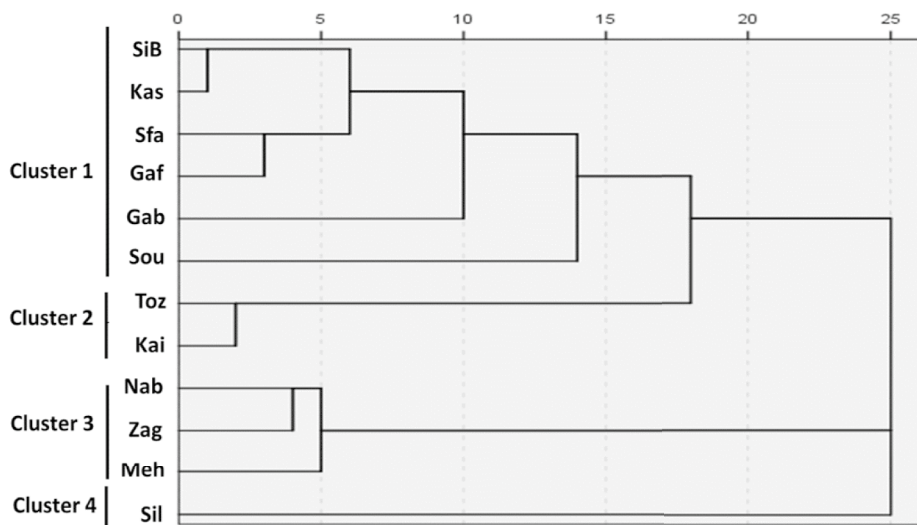 0 5 10 15 20 25
SiB
Kas
Sfa
Cluster 1 Gaf
Gab
Sou
Toz
Cluster 2
Kai
Nab
Cluster 3 Zag
Meh
Cluster 4 Sil